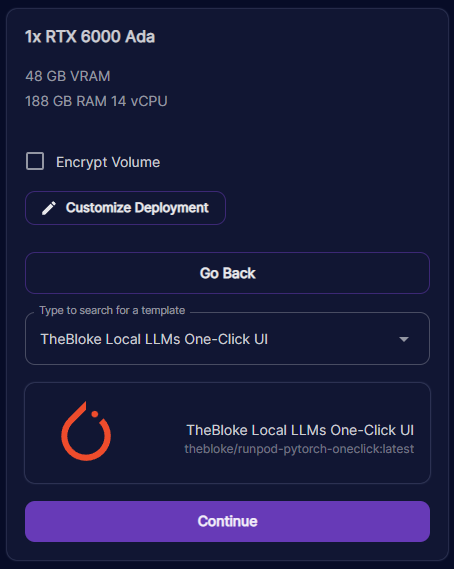 1x RTX 6000 Ada
48 GB VRAM
188 GB RAM 14 vCPU
Encrypt Volume
Customize Deployment
Go Back
Type to search for a template
TheBloke Local LLMs One-Click UI
TheBloke Local LLMs One-Click UI
thebloke/runpod-pytorch-oneclick:latest
Continue